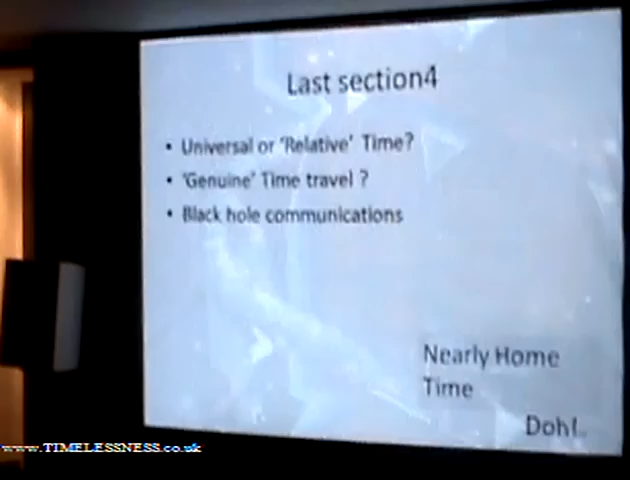 Last section4
• Universal or 'Relative' Time?
• 'Genuine' Time travel ?
• Black hole communications
Nearly Home
Time
Doh!.
www.TIMELESSNESS.co.uk